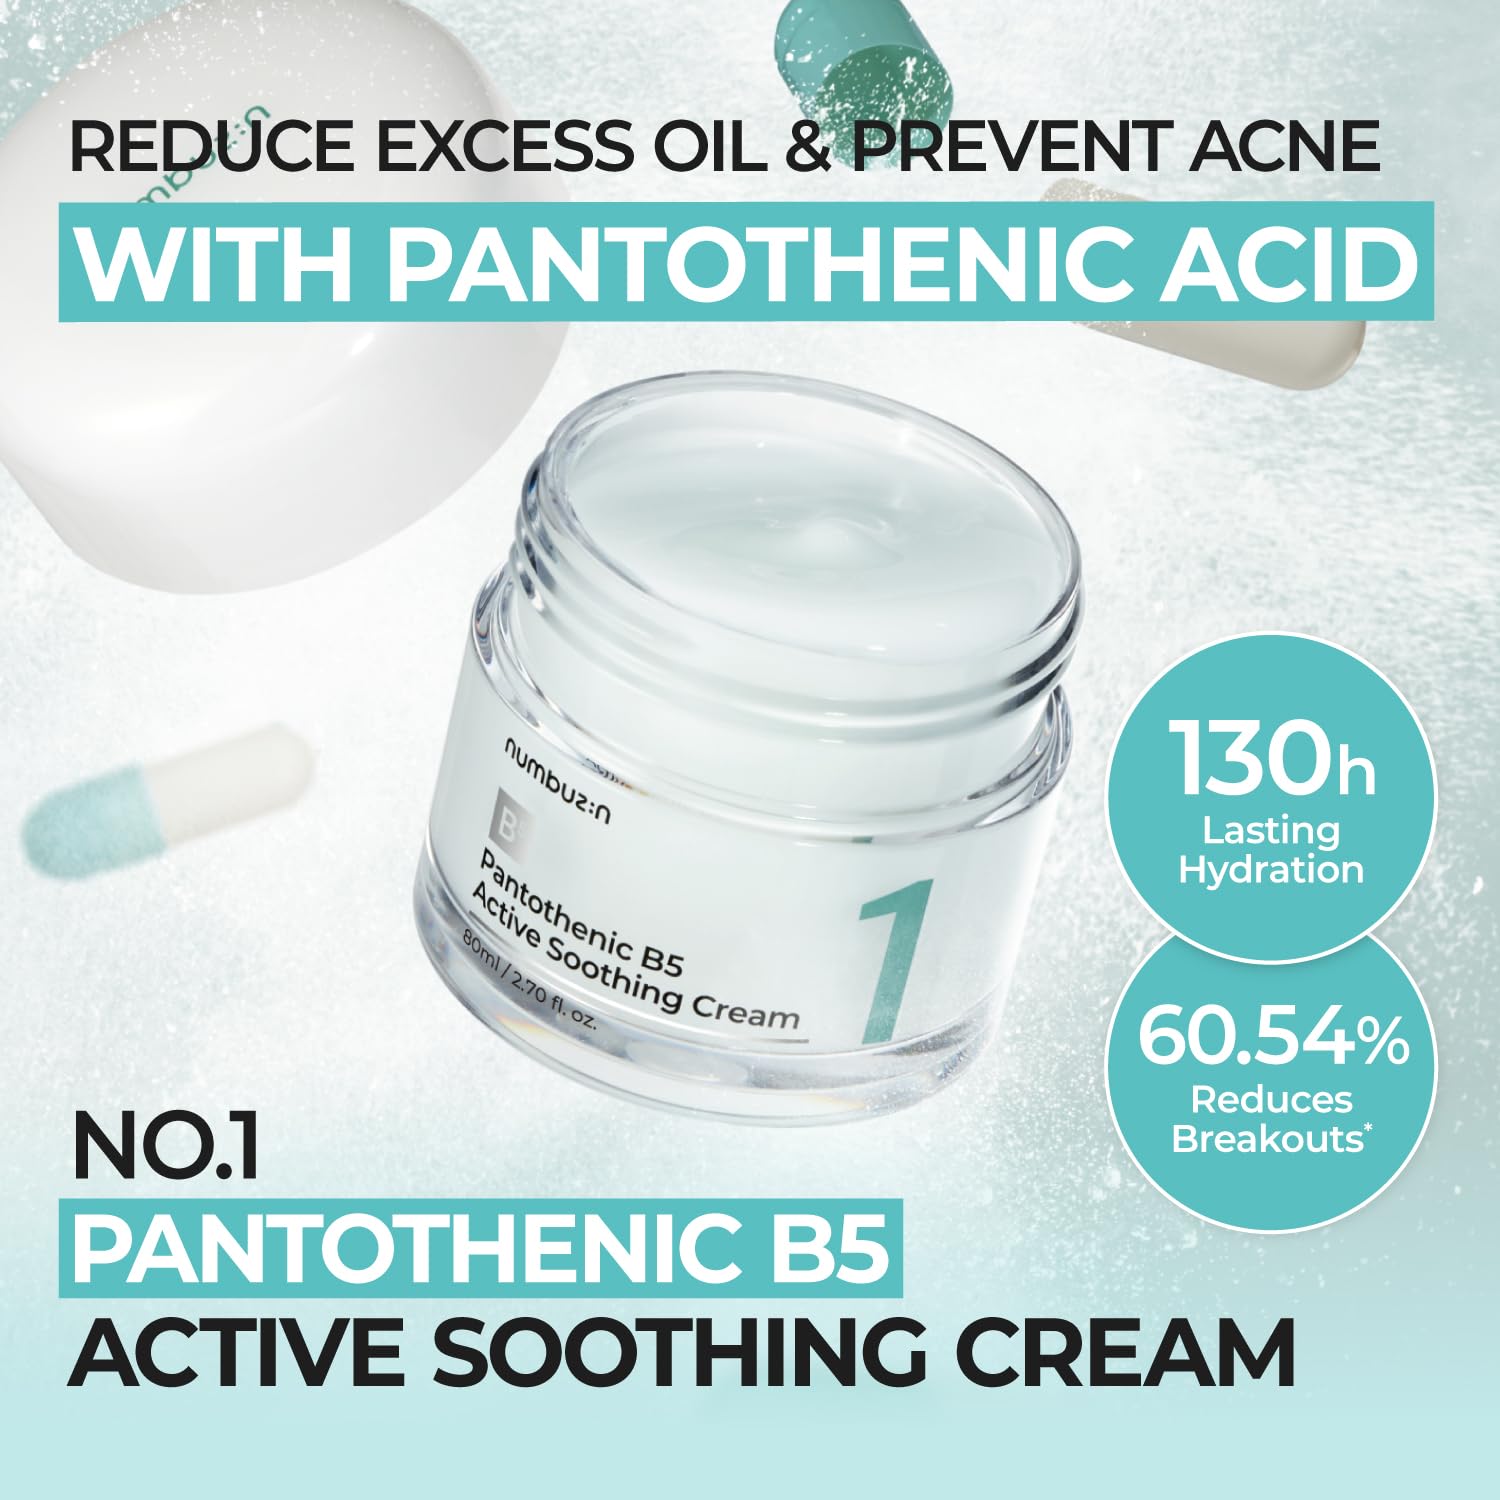 REDUCE EXCESS OIL & PREVENT ACNE
WITH PANTOTHENIC ACID
numbuz:n
B5
Pantothenic B5
Active Soothing Cream
80ml / 2.70 fl. oz.
1
130h
Lasting
Hydration
60.54%
Reduces
Breakouts*
NO.1
PANTOTHENIC B5
ACTIVE SOOTHING CREAM